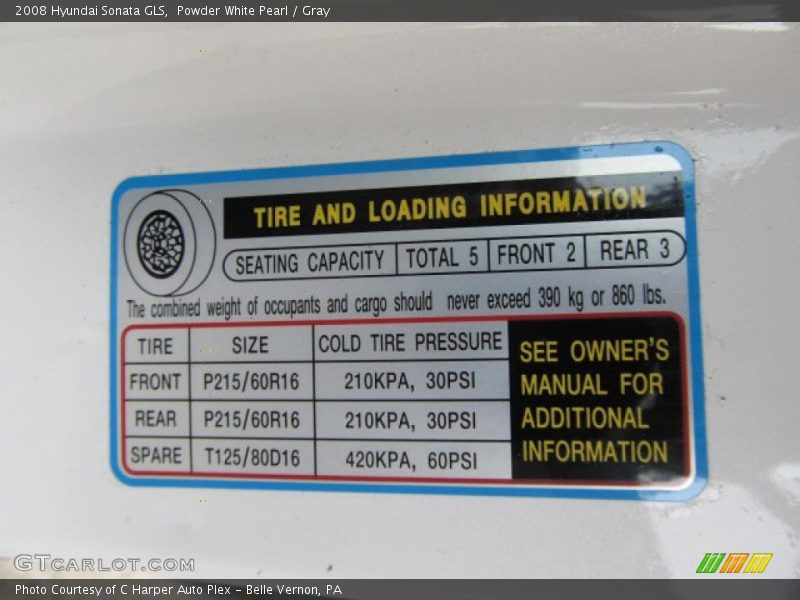 2008 Hyundai Sonata GLS,  Powder White Pearl / Gray
TIRE AND LOADING INFORMATION
SEATING CAPACITY TOTAL 5 FRONT 2 REAR 3
The combined weight of occupants and cargo should never exceed 390 kg or 860 lbs.
TIRE SIZE COLD TIRE PRESSURE
FRONT P215/60R16 210KPA, 30PSI
REAR P215/60R16 210KPA, 30PSI
SPARE T125/80D16 420KPA, 60PSI
SEE OWNER'S
MANUAL FOR
ADDITIONAL
INFORMATION
GTCARLOT.COM
Photo Courtesy of C Harper Auto Plex – Belle Vernon, PA